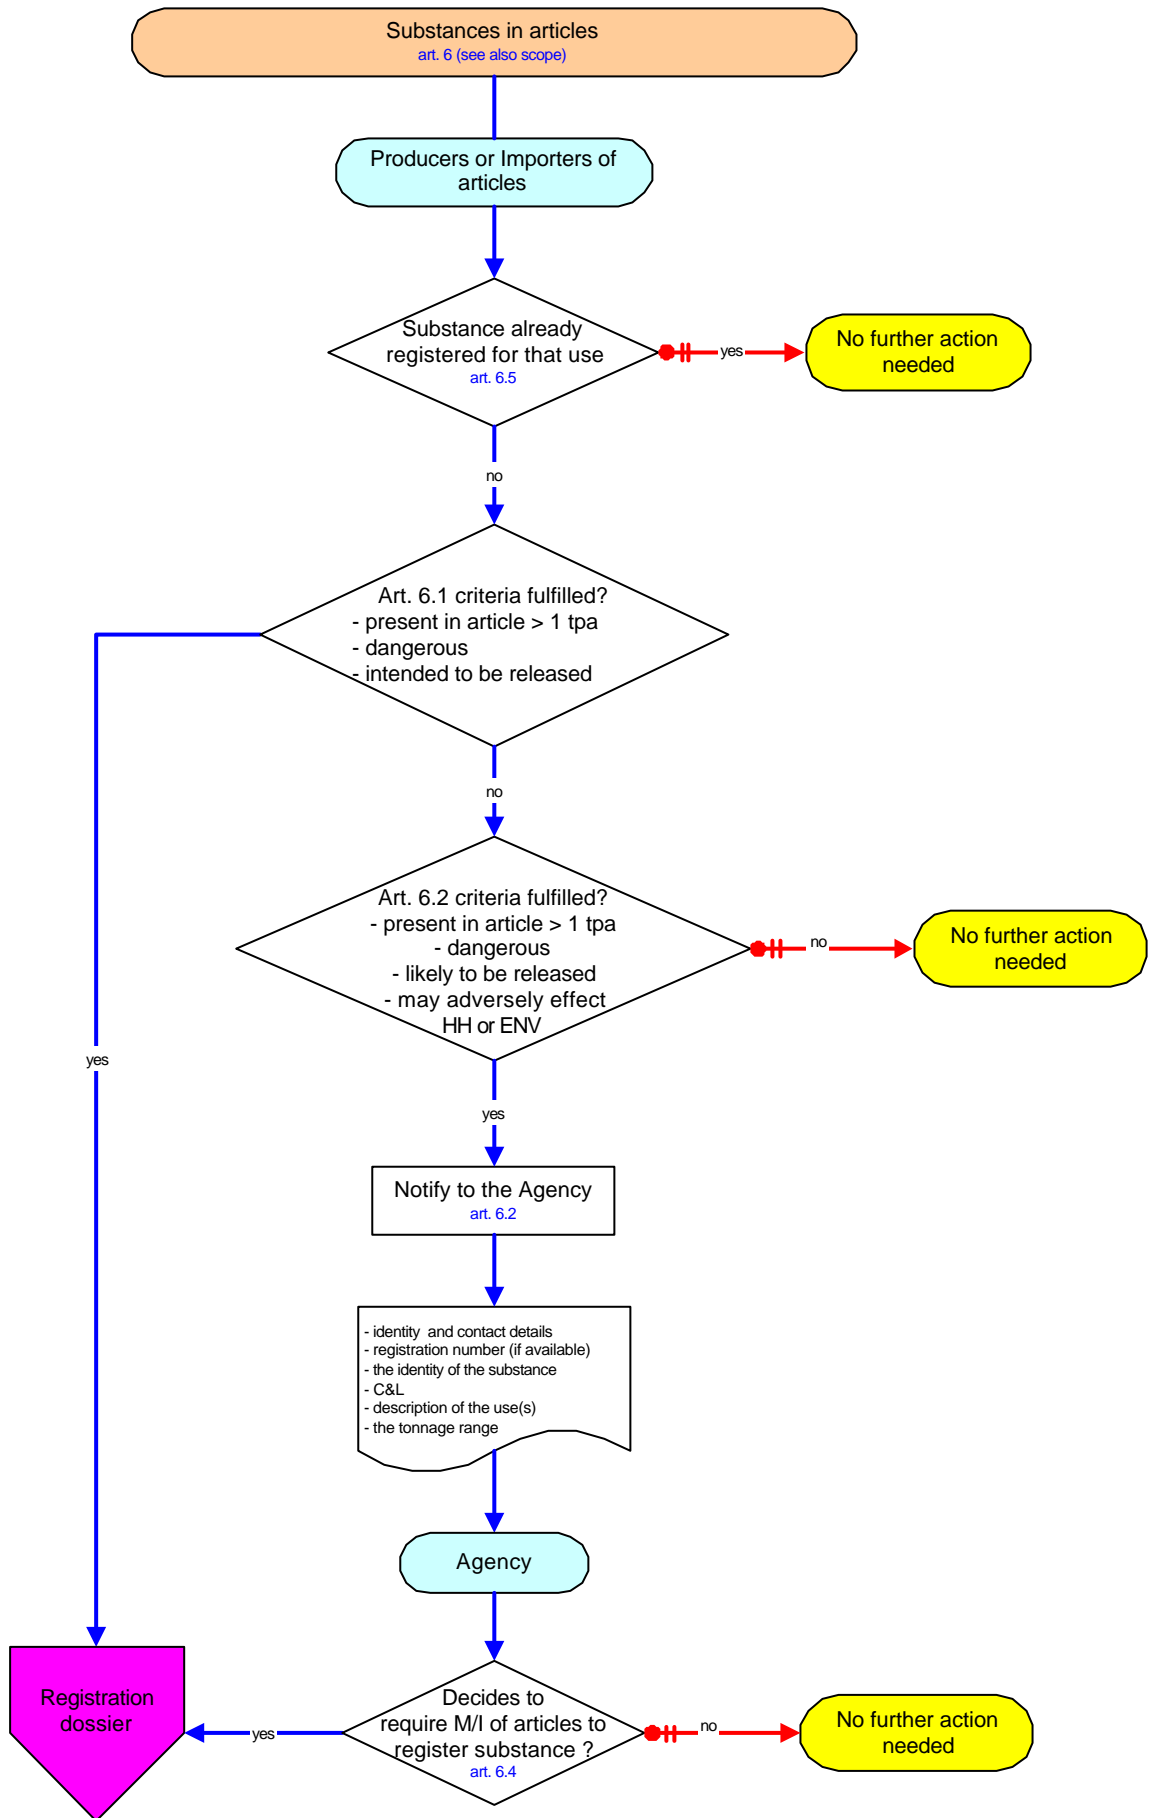 Substances in articles
art. 6 (see also scope)
Producers or Importers of
articles
Substance already
registered for that use
art. 6.5
yes
No further action
needed
no
Art. 6.1 criteria fulfilled?
- present in article > 1 tpa
- dangerous
- intended to be released
no
Art. 6.2 criteria fulfilled?
- present in article > 1 tpa
- dangerous
- likely to be released
- may adversely effect
HH or ENV
no
No further action
needed
yes
yes
Notify to the Agency
art. 6.2
- identity and contact details
- registration number (if available)
- the identity of the substance
- C&L
- description of the use(s)
- the tonnage range
Agency
Registration
dossier
yes
Decides to
require M/I of articles to
register substance ?
art. 6.4
no
No further action
needed